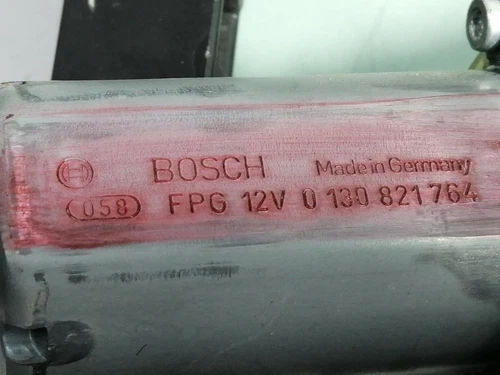 BOSCH Made in Germany
058 FPG 12V 0 130 821 764